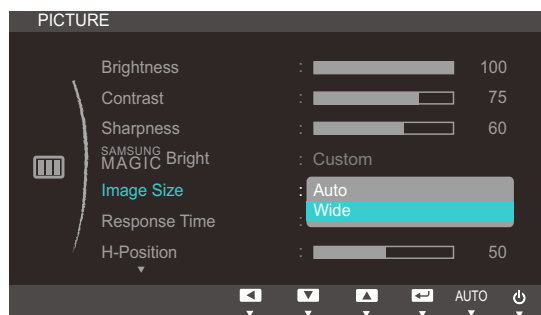 PICTURE
Brightness : 100
Contrast : 75
Sharpness : 60
SAMSUNG MAGIC Bright : Custom
Image Size : Auto
Wide
Response Time :
H-Position : 50
AUTO